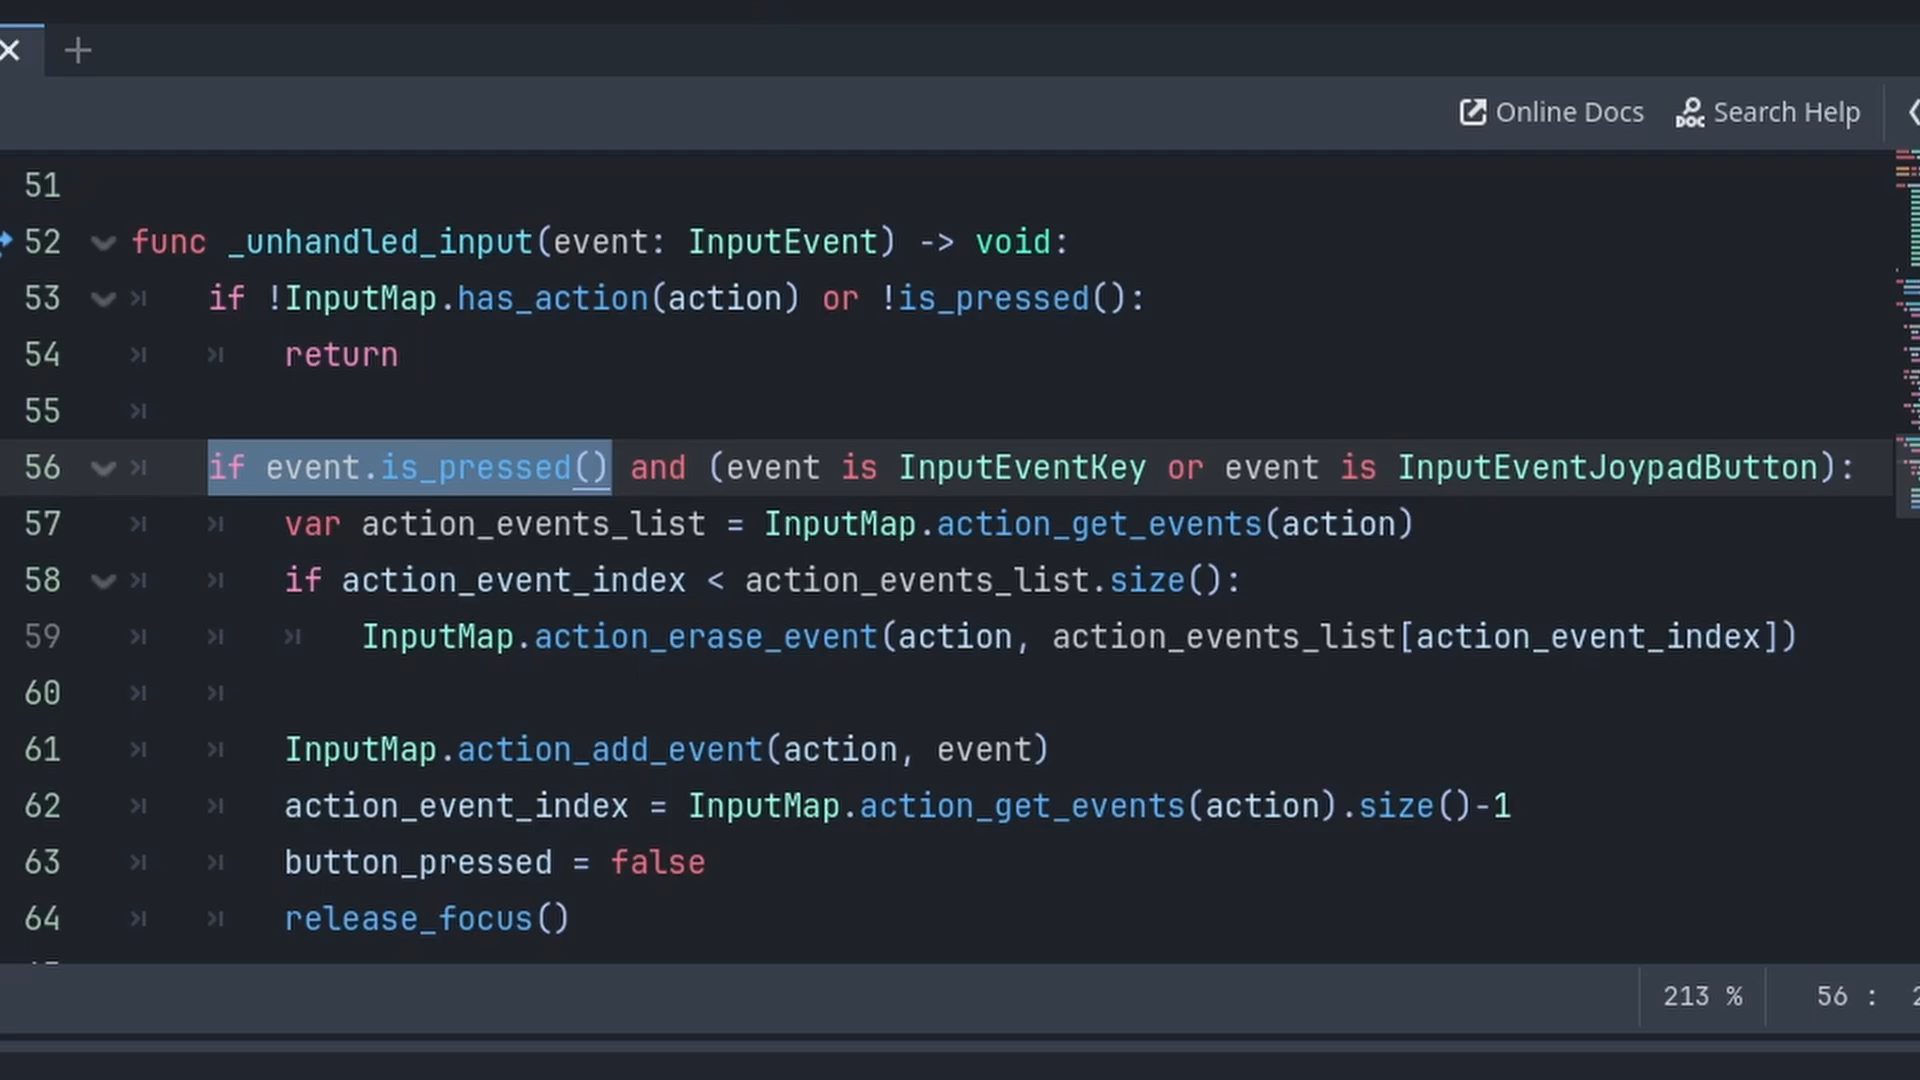 Online Docs Search Help
51
52 func _unhandled_input(event: InputEvent) -> void:
53 if !InputMap.has_action(action) or !is_pressed():
54 return
55
56 if event.is_pressed() and (event is InputEventKey or event is InputEventJoypadButton):
57 var action_events_list = InputMap.action_get_events(action)
58 if action_event_index < action_events_list.size():
59 InputMap.action_erase_event(action, action_events_list[action_event_index])
60
61 InputMap.action_add_event(action, event)
62 action_event_index = InputMap.action_get_events(action).size()-1
63 button_pressed = false
64 release_focus()
213 % 56 :